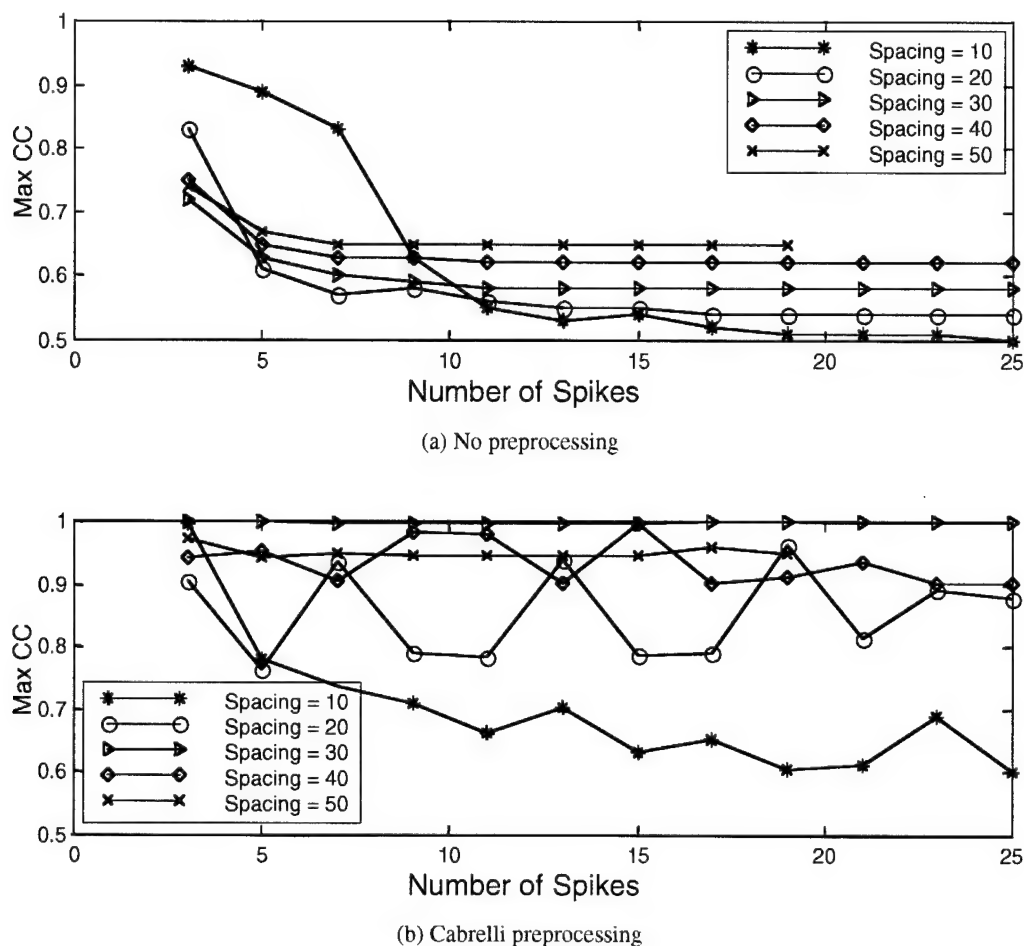 1
0.9
0.8
0.7
0.6
0.5
Max CC
0
5
10
15
20
25
Number of Spikes
Spacing = 10
Spacing = 20
Spacing = 30
Spacing = 40
Spacing = 50
(a) No preprocessing
1
0.9
0.8
0.7
0.6
0.5
Max CC
Spacing = 10
Spacing = 20
Spacing = 30
Spacing = 40
Spacing = 50
0
5
10
15
20
25
Number of Spikes
(b) Cabrelli preprocessing